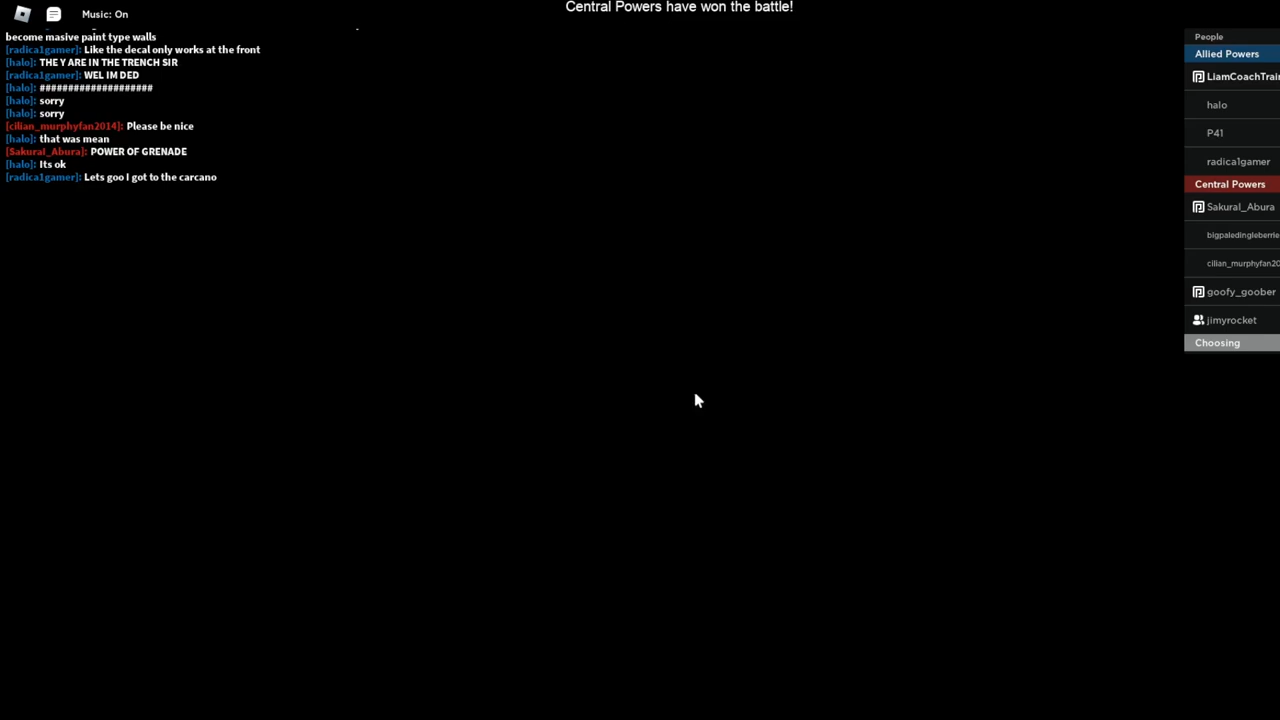 Central Powers have won the battle!
Music: On
become masive paint type walls
[radica1gamer]: Like the decal only works at the front
[halo]: THE Y ARE IN THE TRENCH SIR
[radica1gamer]: WEL IM DED
[halo]: ####################
[halo]: sorry
[halo]: sorry
[cilian_murphyfan2014]: Please be nice
[halo]: that was mean
[SakuraI_Abura]: POWER OF GRENADE
[halo]: Its ok
[radica1gamer]: Lets goo I got to the carcano
People
Allied Powers
LiamCoachTrai
halo
P41
radica1gamer
Central Powers
SakuraI_Abura
bigpaledingleberrie
cilian_murphyfan20
goofy_goober
jimyrocket
Choosing